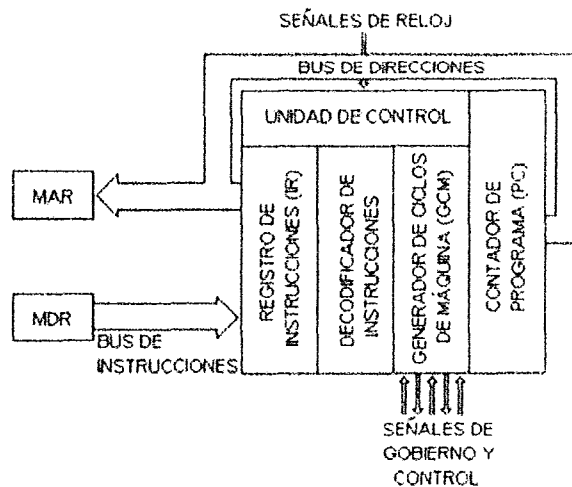 SEÑALES DE RELOJ
BUS DE DIRECCIONES
UNIDAD DE CONTROL
MAR
REGISTRO DE
INSTRUCCIONES (IR)
DECODIFICADOR DE
INSTRUCCIONES
GENERADOR DE CICLOS
DE MÁQUINA (GCM)
CONTADOR DE
PROGRAMA (PC)
MDR
BUS DE
INSTRUCCIONES
SEÑALES DE
GOBIERNO Y
CONTROL